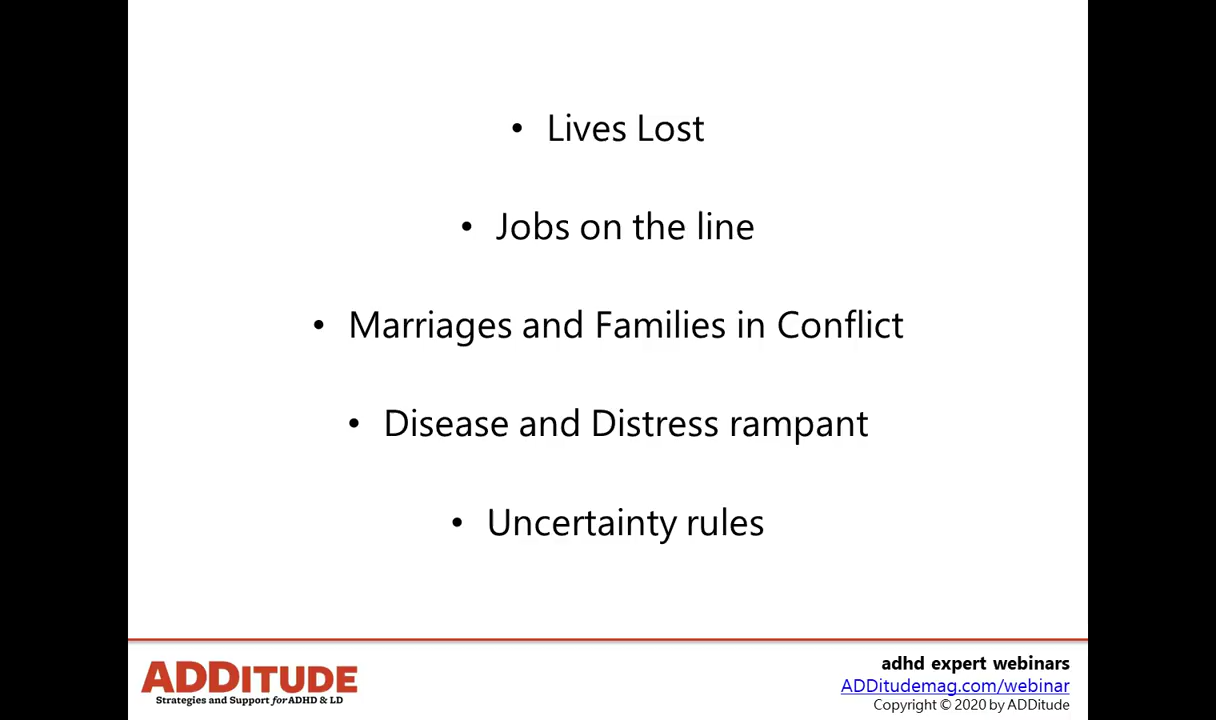 • Lives Lost
• Jobs on the line
• Marriages and Families in Conflict
• Disease and Distress rampant
• Uncertainty rules
ADDITUDE
Strategies and Support for ADHD & LD
adhd expert webinars
ADDitudemag.com/webinar
Copyright © 2020 by ADDitude